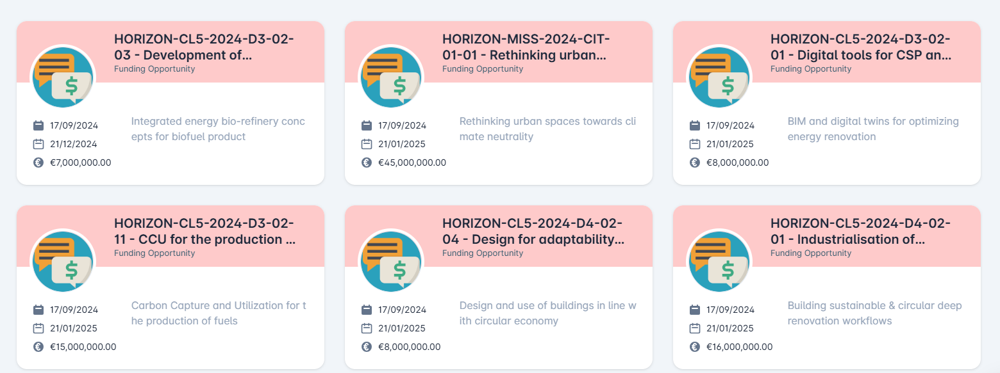 HORIZON-CL5-2024-D3-02-
03 - Development of...
Funding Opportunity
17/09/2024
21/12/2024
€7,000,000.00
Integrated energy bio-refinery conc
epts for biofuel product
HORIZON-MISS-2024-CIT-
01-01 - Rethinking urban...
Funding Opportunity
17/09/2024
21/01/2025
€45,000,000.00
Rethinking urban spaces towards cli
mate neutrality
HORIZON-CL5-2024-D3-02-
01 - Digital tools for CSP an...
Funding Opportunity
17/09/2024
21/01/2025
€8,000,000.00
BIM and digital twins for optimizing
energy renovation
HORIZON-CL5-2024-D3-02-
11 - CCU for the production ...
Funding Opportunity
17/09/2024
21/01/2025
€15,000,000.00
Carbon Capture and Utilization for t
he production of fuels
HORIZON-CL5-2024-D4-02-
04 - Design for adaptability...
Funding Opportunity
17/09/2024
21/01/2025
€8,000,000.00
Design and use of buildings in line w
ith circular economy
HORIZON-CL5-2024-D4-02-
01 - Industrialisation of...
Funding Opportunity
17/09/2024
21/01/2025
€16,000,000.00
Building sustainable & circular deep
renovation workflows